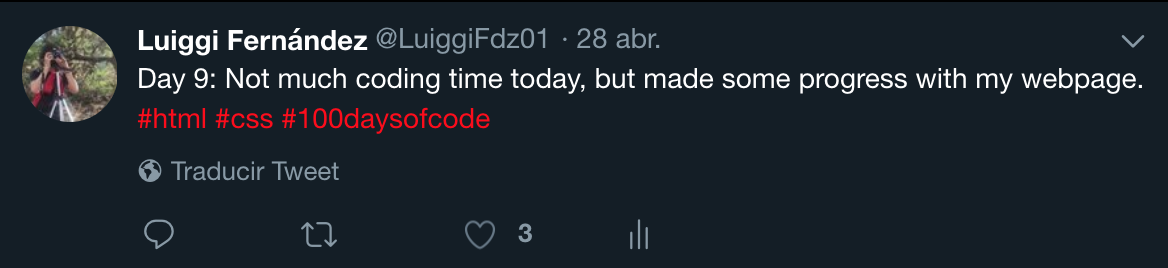 Luiggi Fernández @LuiggiFdz01 · 28 abr.
Day 9: Not much coding time today, but made some progress with my webpage.
#html #css #100daysofcode
Traducir Tweet
3